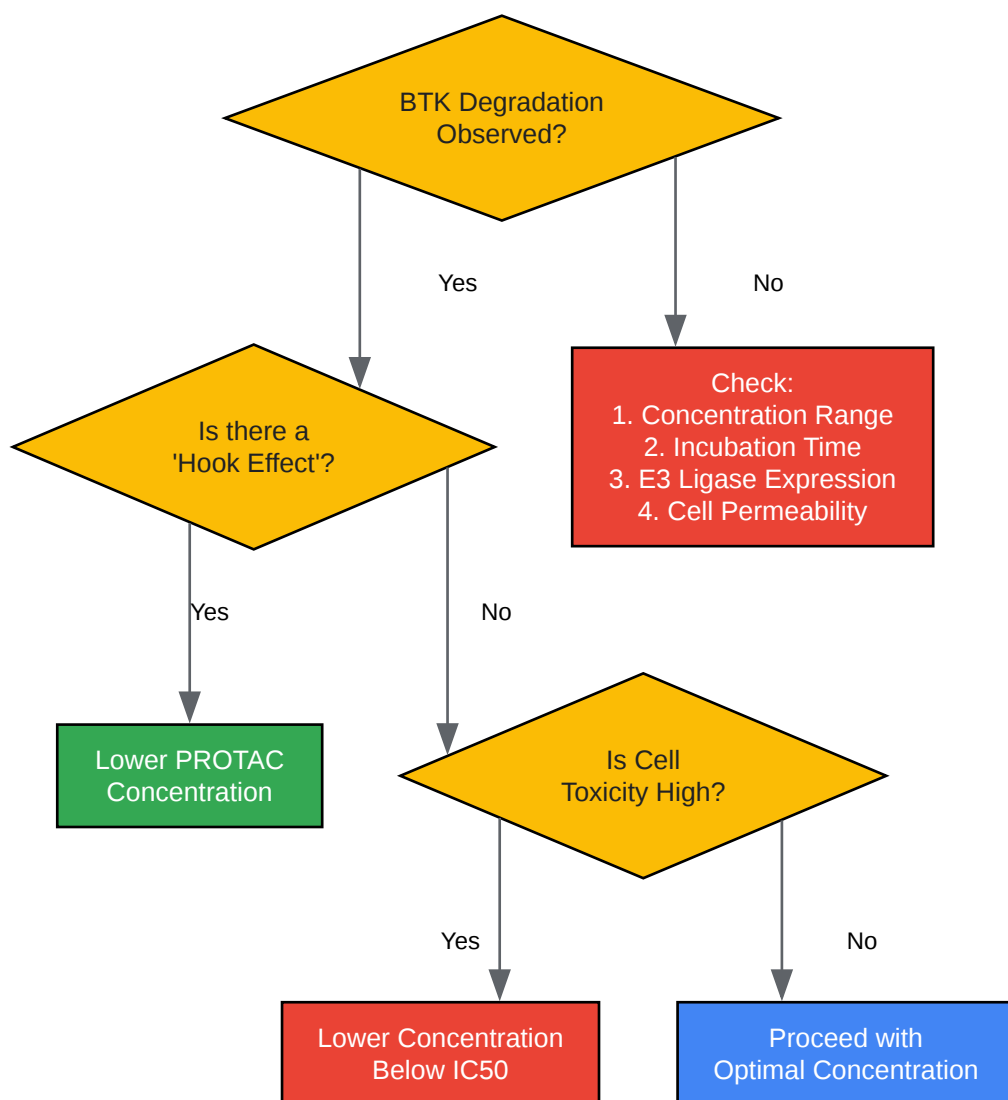 BTK Degradation
Observed?
Yes
No
Is there a
'Hook Effect'?
Check:
1. Concentration Range
2. Incubation Time
3. E3 Ligase Expression
4. Cell Permeability
Yes
No
Lower PROTAC
Concentration
Is Cell
Toxicity High?
Yes
No
Lower Concentration
Below IC50
Proceed with
Optimal Concentration